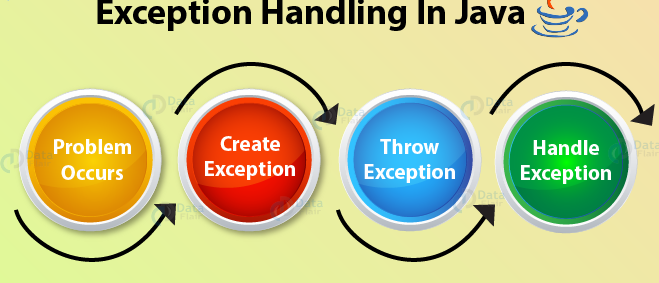 Exception Handling In Java
Problem
Occurs
Create
Exception
Throw
Exception
Handle
Exception